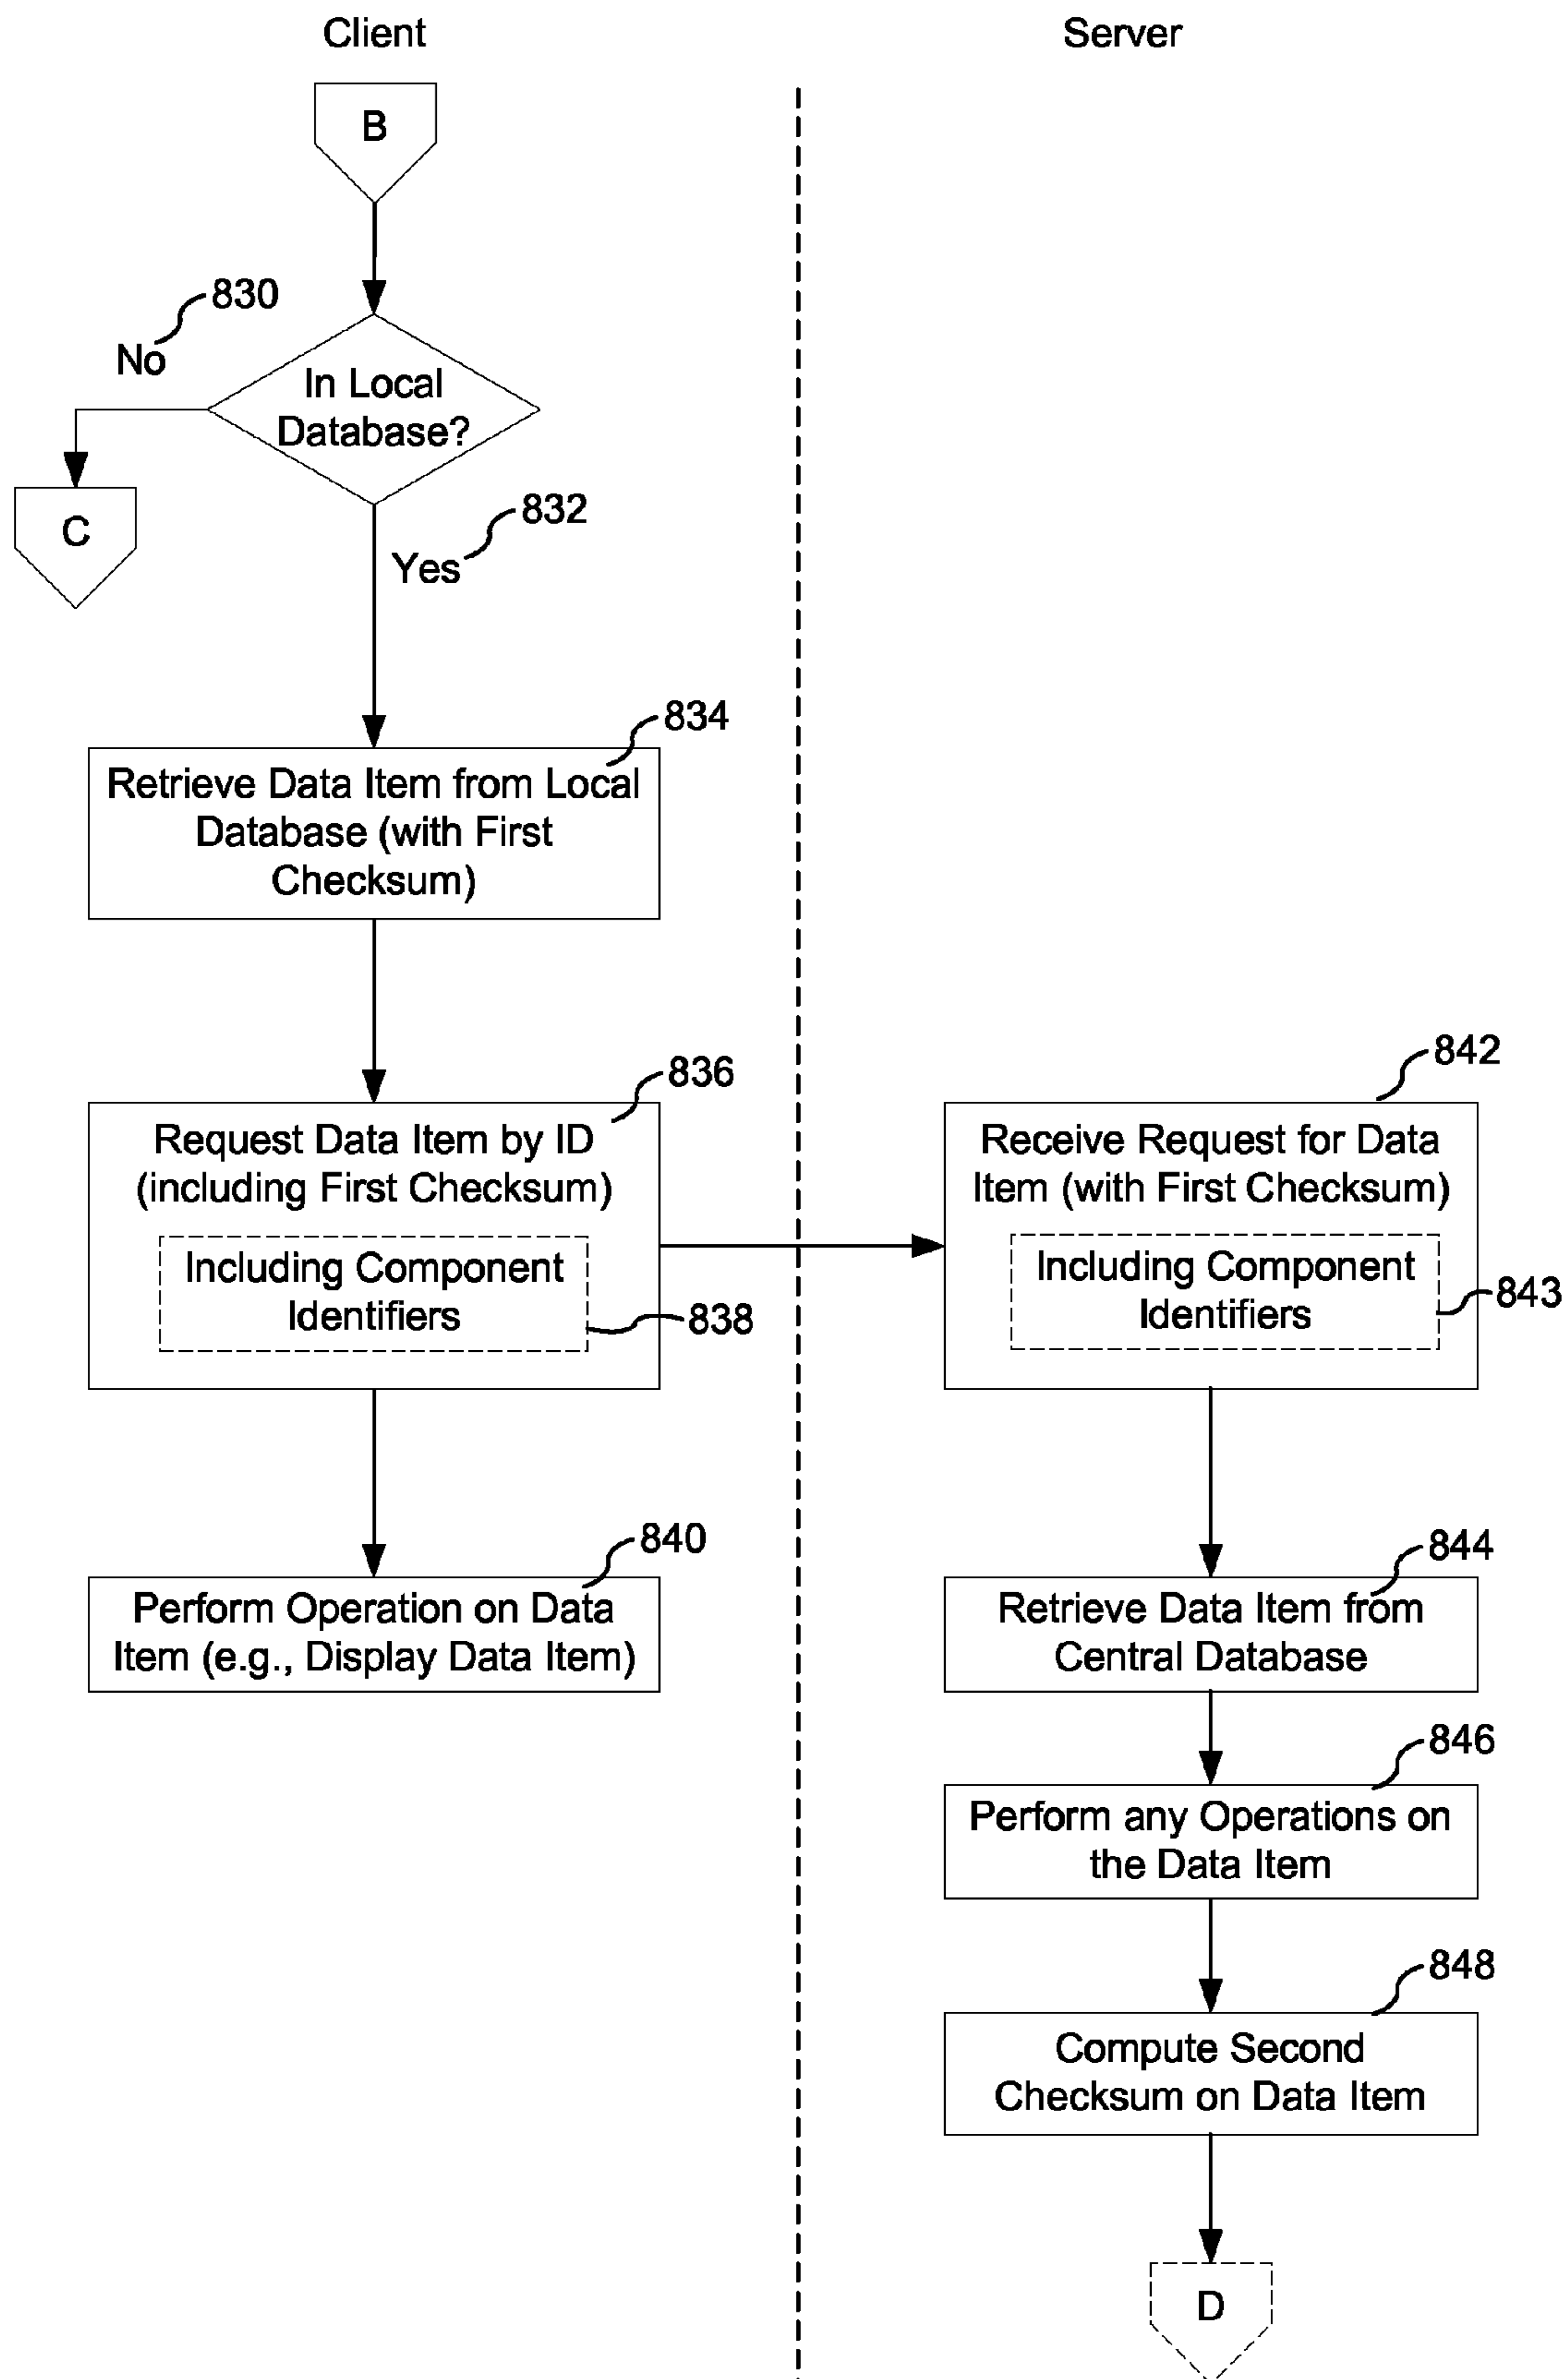 Client
Server
B
830
No
In Local
Database?
C
832
Yes
834
Retrieve Data Item from Local
Database (with First
Checksum)
836
Request Data Item by ID
(including First Checksum)
Including Component
Identifiers
838
842
Receive Request for Data
Item (with First Checksum)
Including Component
Identifiers
843
840
Perform Operation on Data
Item (e.g., Display Data Item)
844
Retrieve Data Item from
Central Database
846
Perform any Operations on
the Data Item
848
Compute Second
Checksum on Data Item
D